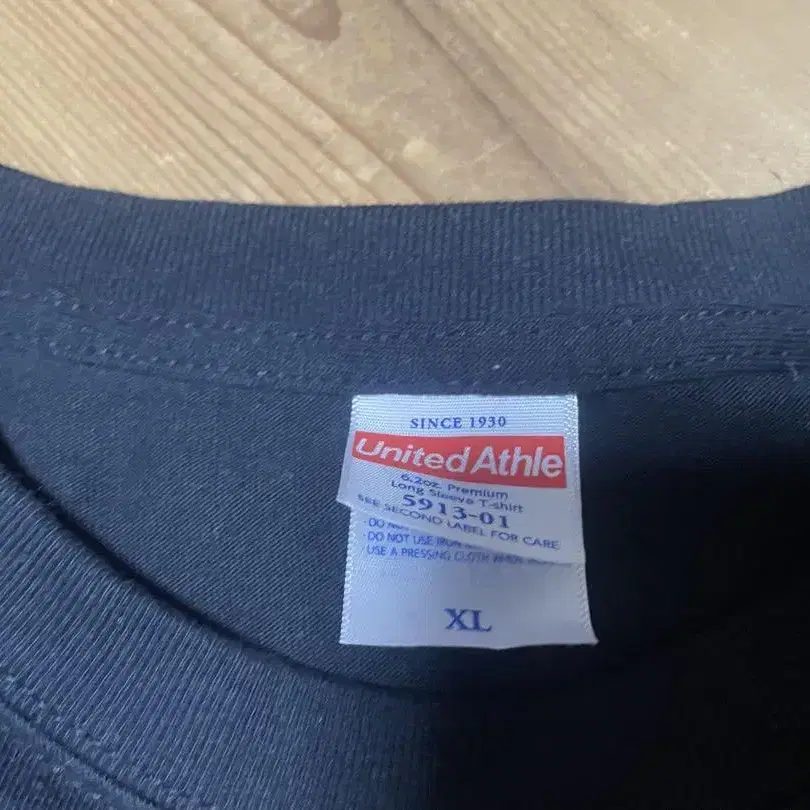 SINCE 1930
United Athle
6.2oz. Premium
Long Sleeve T-shirt
5913-01
SEE SECOND LABEL FOR CARE
· DO NOT USE IRON
· USE A PRESSING CLOTH WHEN
XL